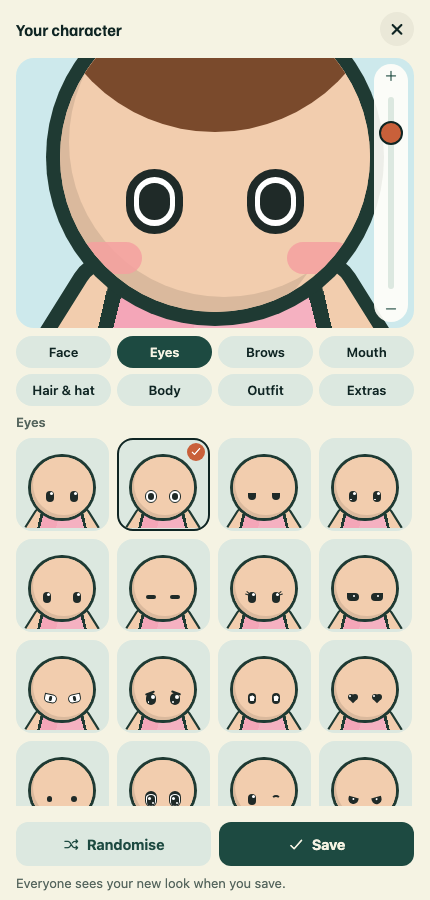 Your character
Face
Eyes
Brows
Mouth
Hair & hat
Body
Outfit
Extras
Eyes
Randomise
Save
Everyone sees your new look when you save.